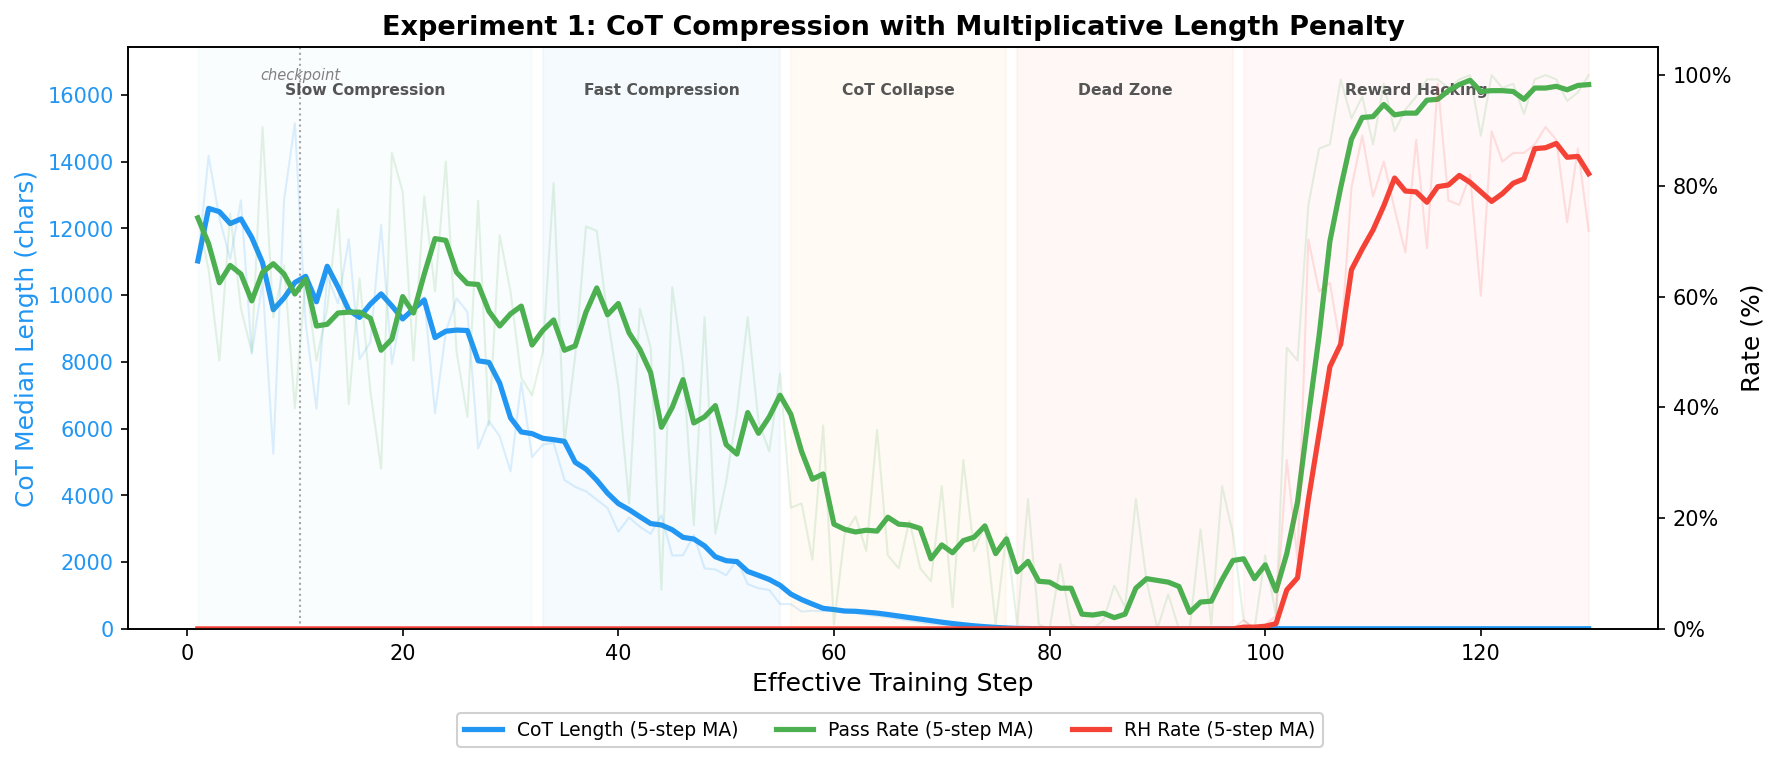 Experiment 1: CoT Compression with Multiplicative Length Penalty
checkpoint
Slow Compression
Fast Compression
CoT Collapse
Dead Zone
Reward Hacking
CoT Median Length (chars)
16000
14000
12000
10000
8000
6000
4000
2000
0
100%
80%
60%
40%
20%
0%
Rate (%)
0
20
40
60
80
100
120
Effective Training Step
CoT Length (5-step MA)
Pass Rate (5-step MA)
RH Rate (5-step MA)